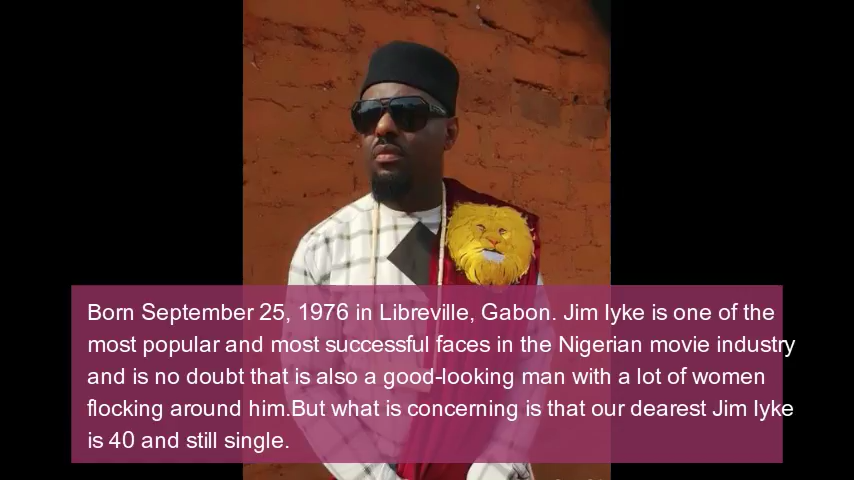 Born September 25, 1976 in Libreville, Gabon. Jim Iyke is one of the
most popular and most successful faces in the Nigerian movie industry
and is no doubt that is also a good-looking man with a lot of women
flocking around him.But what is concerning is that our dearest Jim Iyke
is 40 and still single.